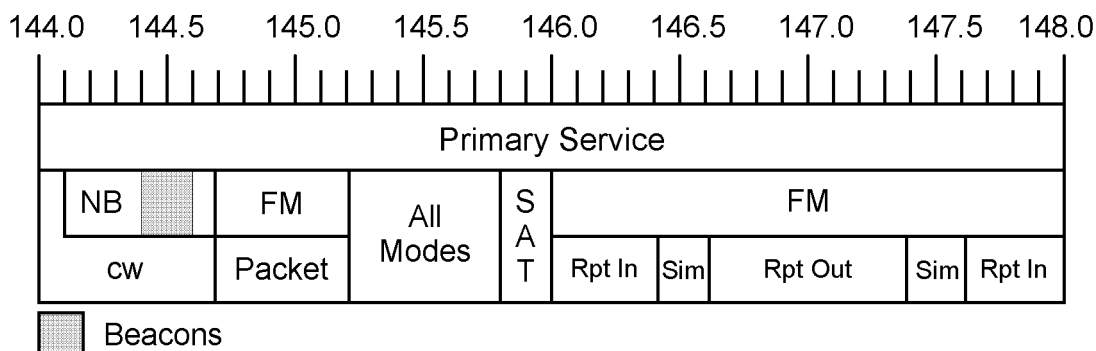 144.0 144.5 145.0 145.5 146.0 146.5 147.0 147.5 148.0
Primary Service
NB FM All Modes SAT FM
cw Packet Rpt In Sim Rpt Out Sim Rpt In
Beacons